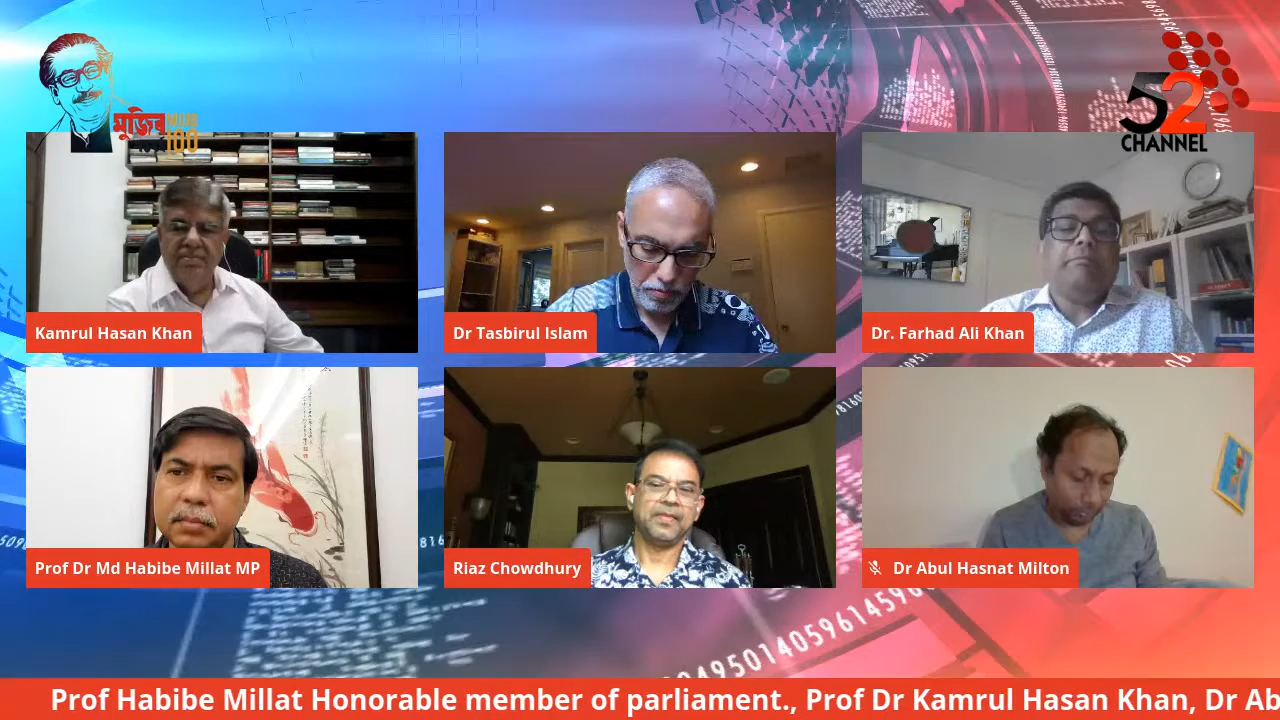 মুজিব
MUJIB
100
52
CHANNEL
Kamrul Hasan Khan
Dr Tasbirul Islam
Dr. Farhad Ali Khan
Prof Dr Md Habibe Millat MP
Riaz Chowdhury
Dr Abul Hasnat Milton
Prof Habibe Millat Honorable member of parliament., Prof Dr Kamrul Hasan Khan, Dr Ab